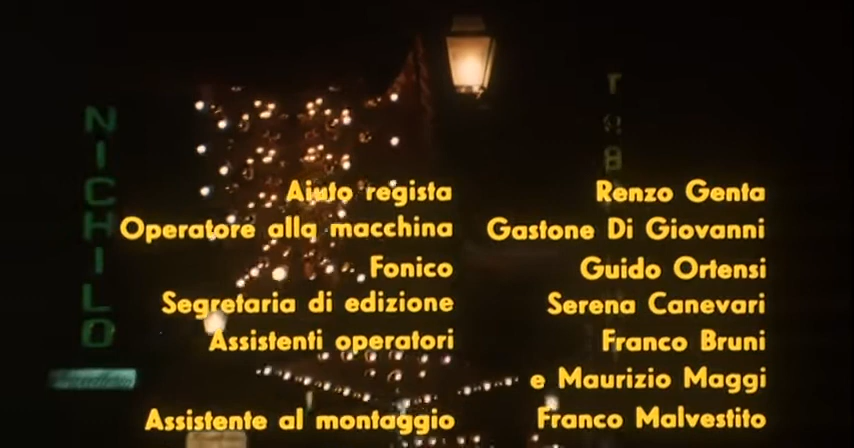 NICHILO
Aiuto regista Renzo Genta
Operatore alla macchina Gastone Di Giovanni
Fonico Guido Ortensi
Segretaria di edizione Serena Canevari
Assistenti operatori Franco Bruni
e Maurizio Maggi
Assistente al montaggio Franco Malvestito